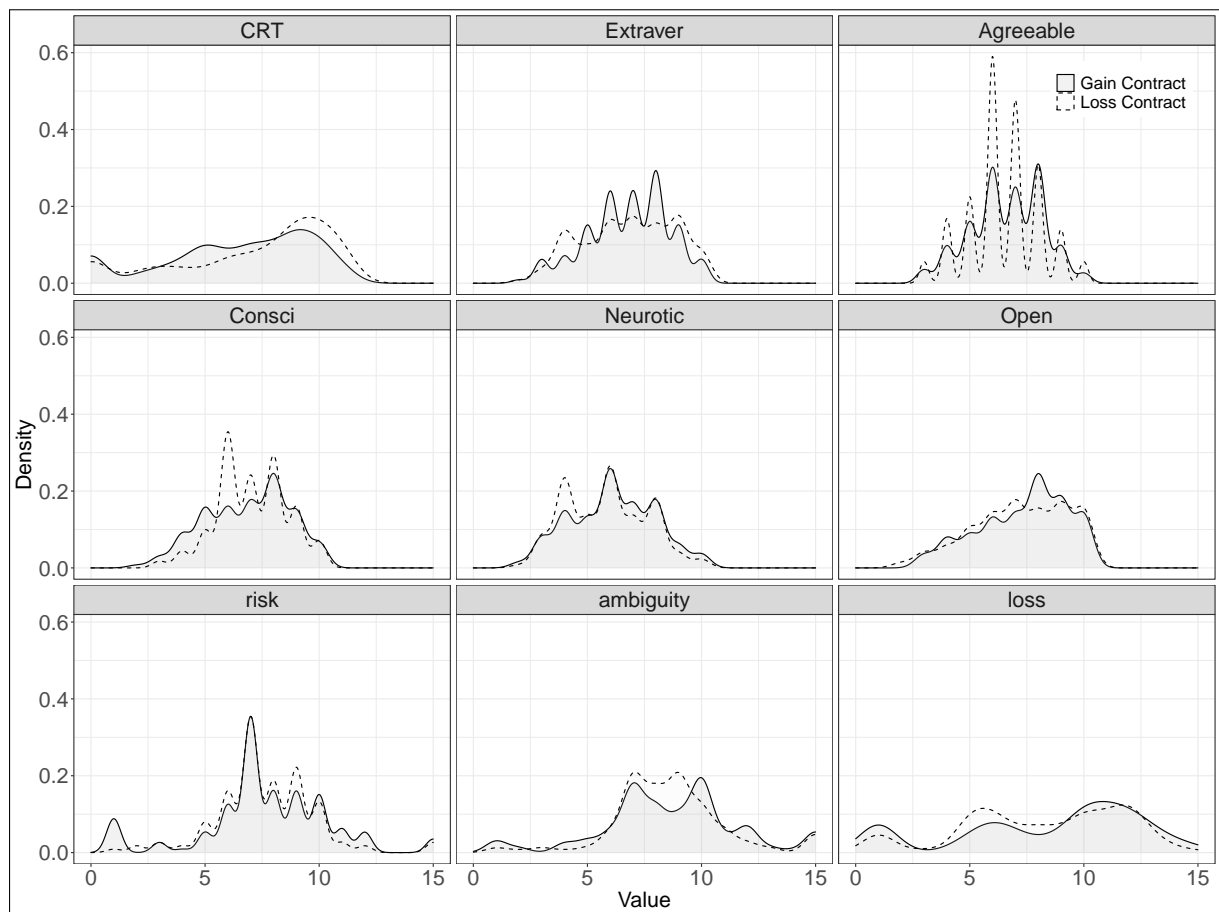 CRT Extraver Agreeable
0.6
0.4
0.2
0.0
Gain Contract
Loss Contract
Consci Neurotic Open
0.6
0.4
0.2
0.0
Density
risk ambiguity loss
0.6
0.4
0.2
0.0
0 5 10 15 0 5 10 15 0 5 10 15
Value